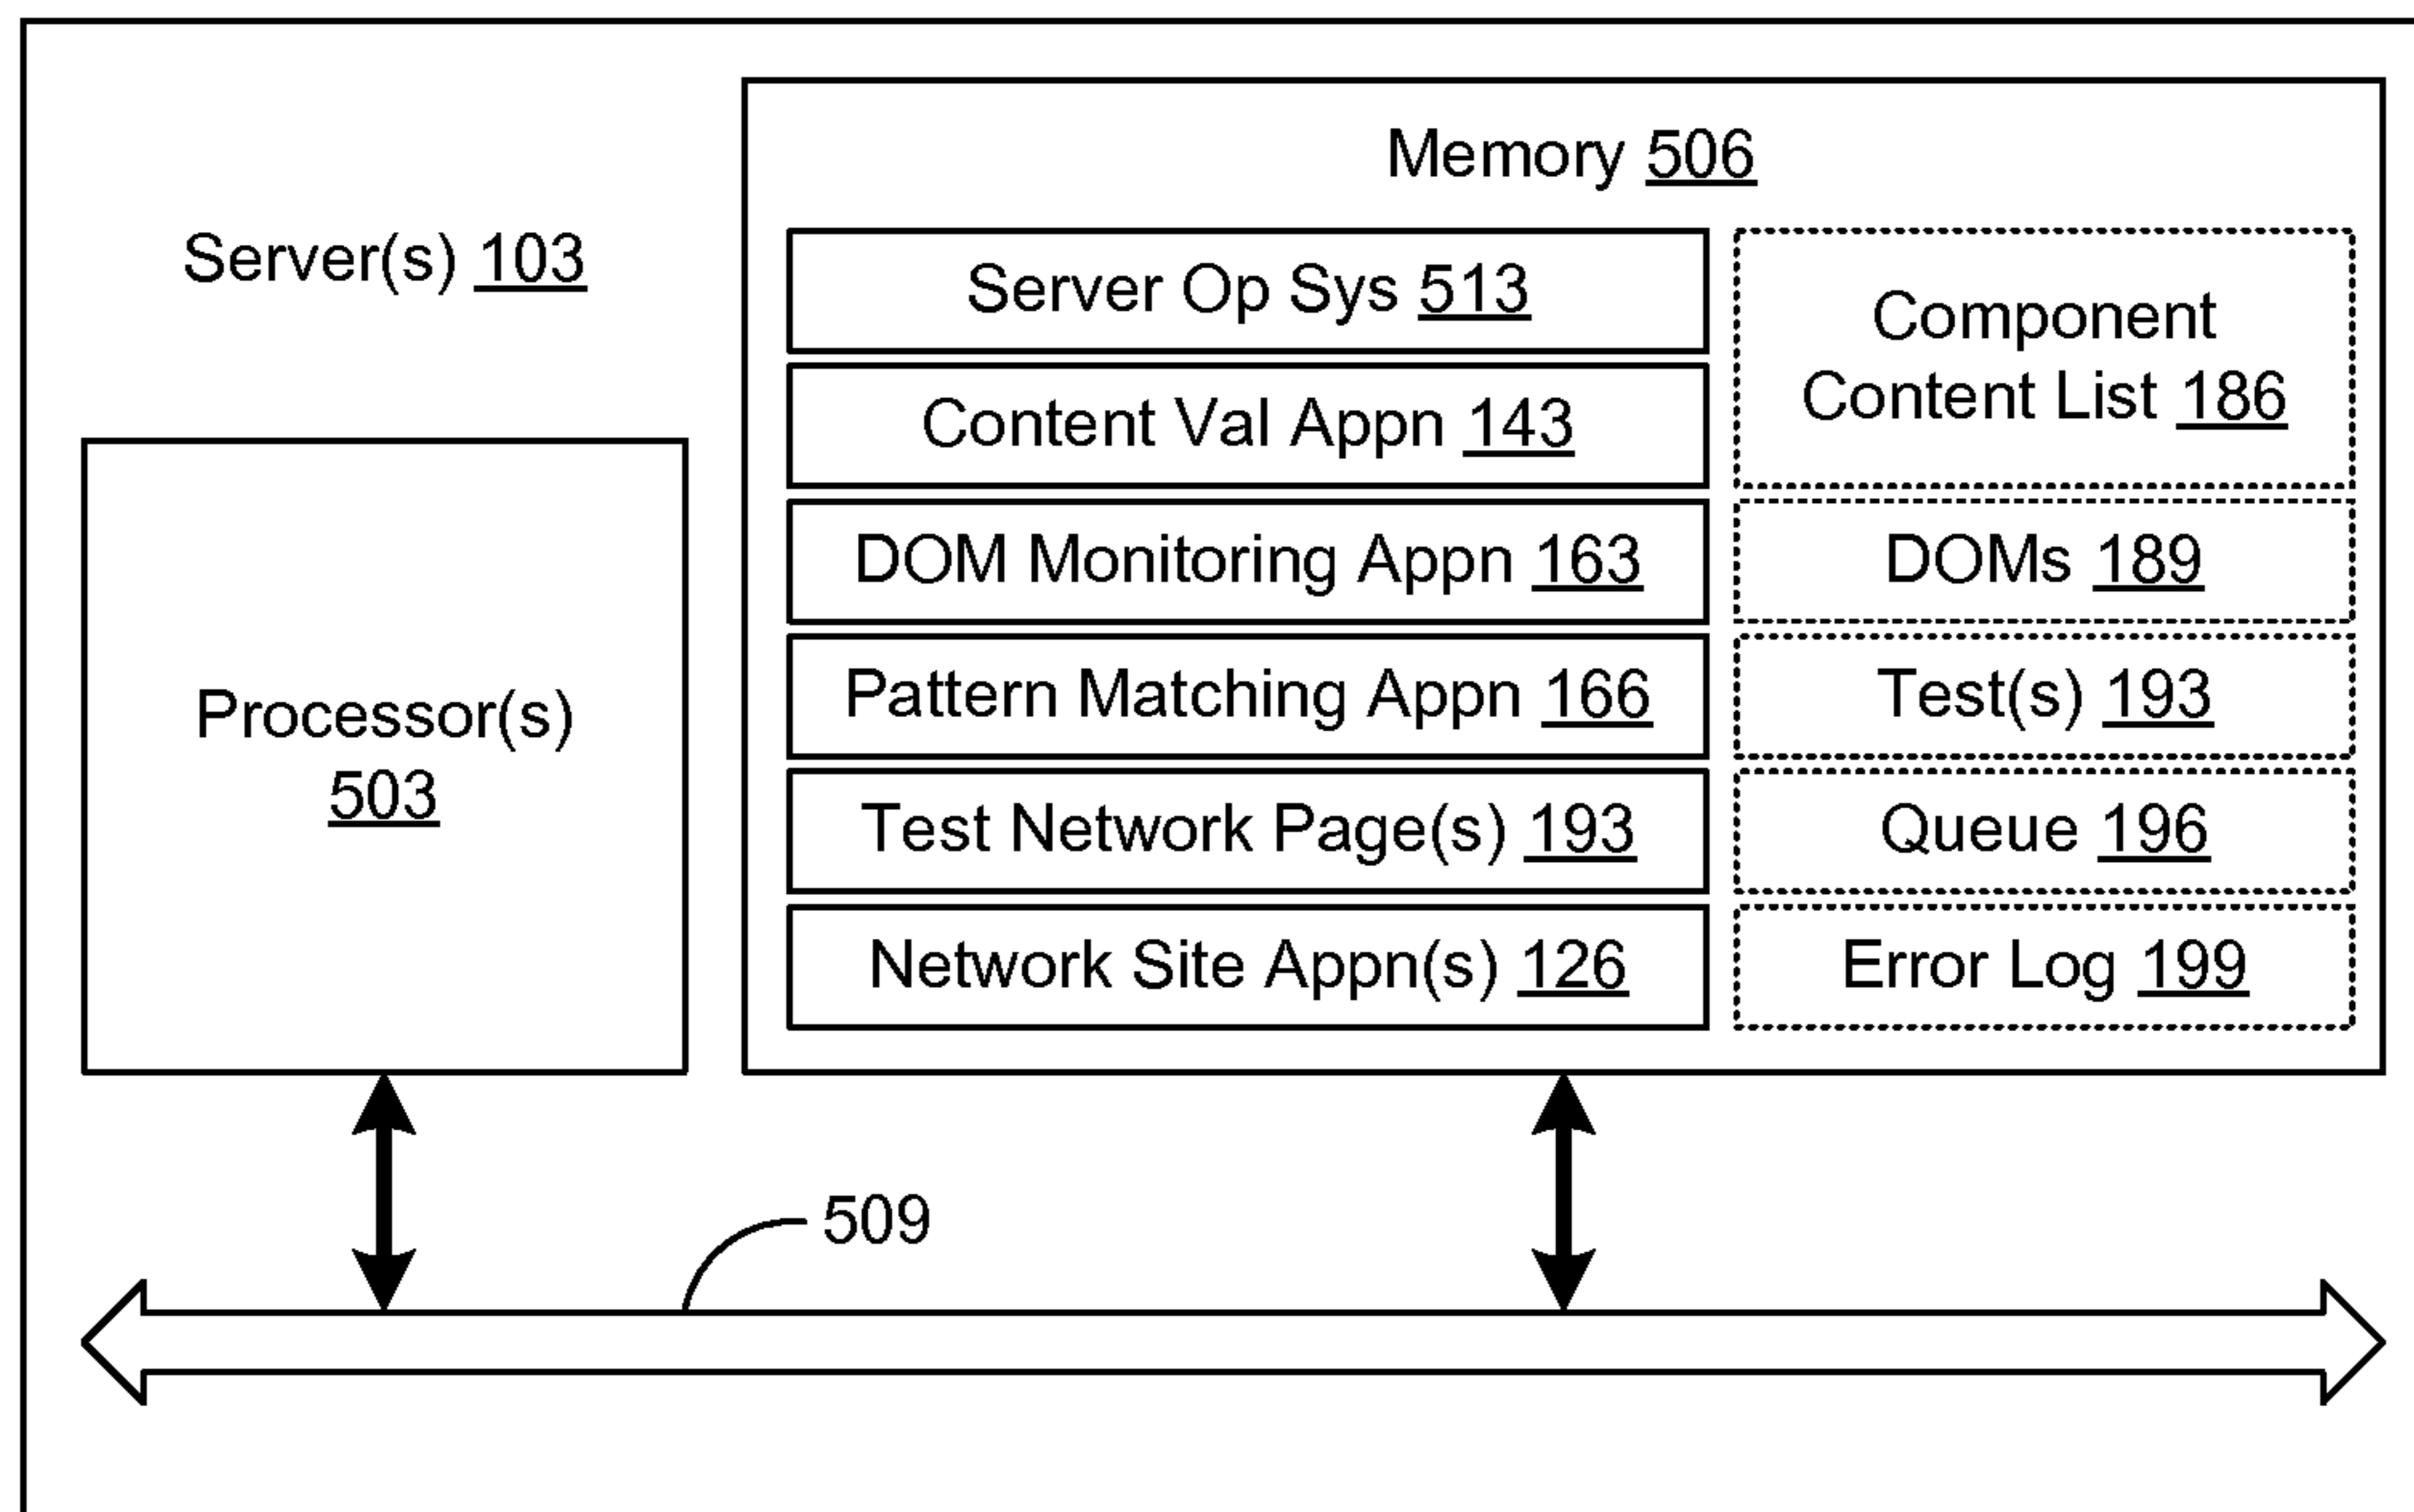 Server(s) 103
Memory 506
Server Op Sys 513
Content Val Appn 143
DOM Monitoring Appn 163
Pattern Matching Appn 166
Test Network Page(s) 193
Network Site Appn(s) 126
Component
Content List 186
DOMs 189
Test(s) 193
Queue 196
Error Log 199
Processor(s)
503
509